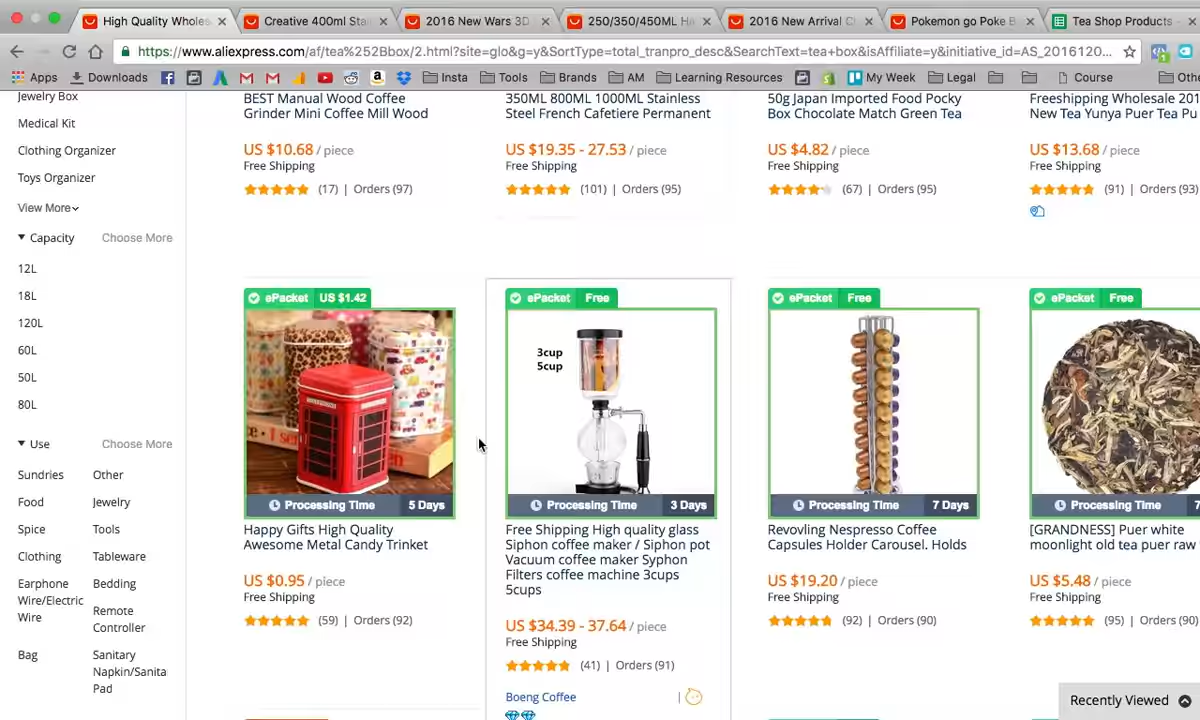 High Quality Wholes
Creative 400ml Stai
2016 New Wars 3D
250/350/450ML Hi
2016 New Arrival C
Pokemon go Poke B
Tea Shop Products -
https://www.aliexpress.com/af/tea%252Bbox/2.html?site=glo&g=y&SortType=total_tranpro_desc&SearchText=tea+box&isAffiliate=y&initiative_id=AS_2016120...
Apps
Downloads
Insta
Tools
Brands
AM
Learning Resources
My Week
Legal
Course
Othe
Jewelry Box
Medical Kit
Clothing Organizer
Toys Organizer
View More
Capacity
Choose More
12L
18L
120L
60L
50L
80L
Use
Choose More
Sundries
Other
Food
Jewelry
Spice
Tools
Clothing
Tableware
Earphone
Wire/Electric
Wire
Bedding
Remote
Controller
Bag
Sanitary
Napkin/Sanita
Pad
BEST Manual Wood Coffee
Grinder Mini Coffee Mill Wood
US $10.68 / piece
Free Shipping
(17) | Orders (97)
350ML 800ML 1000ML Stainless
Steel French Cafetiere Permanent
US $19.35 - 27.53 / piece
Free Shipping
(101) | Orders (95)
50g Japan Imported Food Pocky
Box Chocolate Match Green Tea
US $4.82 / piece
Free Shipping
(67) | Orders (95)
Freeshipping Wholesale 201
New Tea Yunya Puer Tea Pu
US $13.68 / piece
Free Shipping
(91) | Orders (93)
ePacket US $1.42
TELEPHONE
Processing Time 5 Days
Happy Gifts High Quality
Awesome Metal Candy Trinket
US $0.95 / piece
Free Shipping
(59) | Orders (92)
ePacket Free
3cup
5cup
Processing Time 3 Days
Free Shipping High quality glass
Siphon coffee maker / Siphon pot
Vacuum coffee maker Syphon
Filters coffee machine 3cups
5cups
US $34.39 - 37.64 / piece
Free Shipping
(41) | Orders (91)
Boeng Coffee
ePacket Free
Processing Time 7 Days
Revovling Nespresso Coffee
Capsules Holder Carousel. Holds
US $19.20 / piece
Free Shipping
(92) | Orders (90)
ePacket Free
Processing Time 7
[GRANDNESS] Puer white
moonlight old tea puer raw
US $5.48 / piece
Free Shipping
(95) | Orders (90)
Recently Viewed